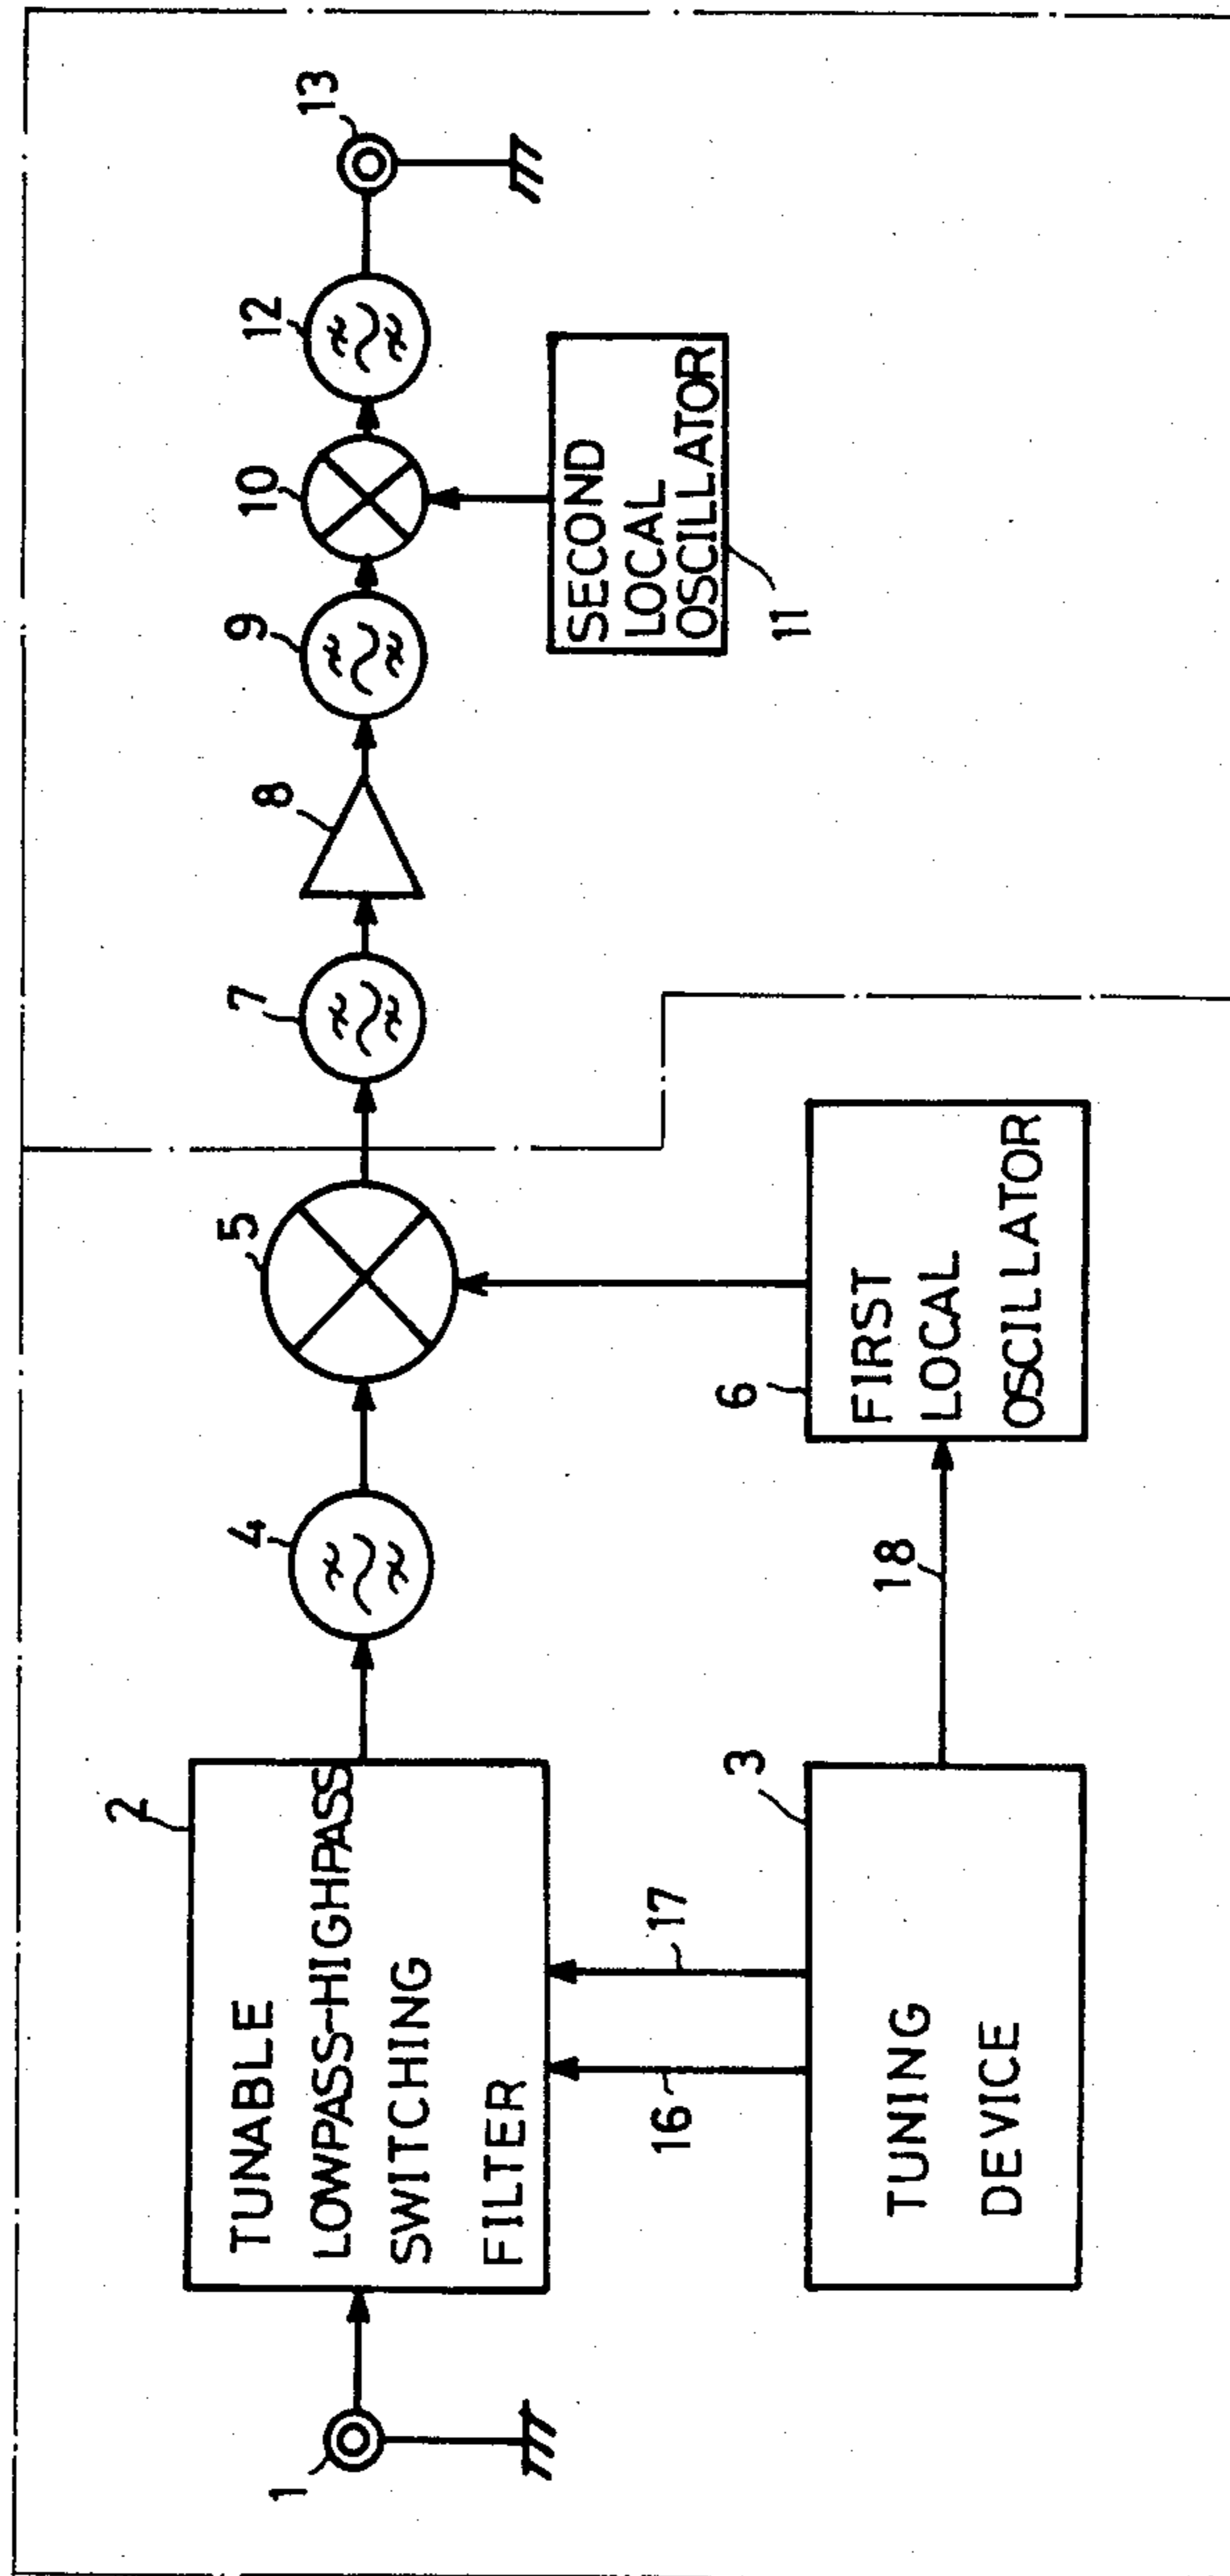 1
2
TUNABLE
LOWPASS-HIGHPASS
SWITCHING
FILTER
16
17
3
TUNING
DEVICE
4
18
5
6
FIRST
LOCAL
OSCILLATOR
7
8
9
10
SECOND
LOCAL
OSCILLATOR
11
12
13